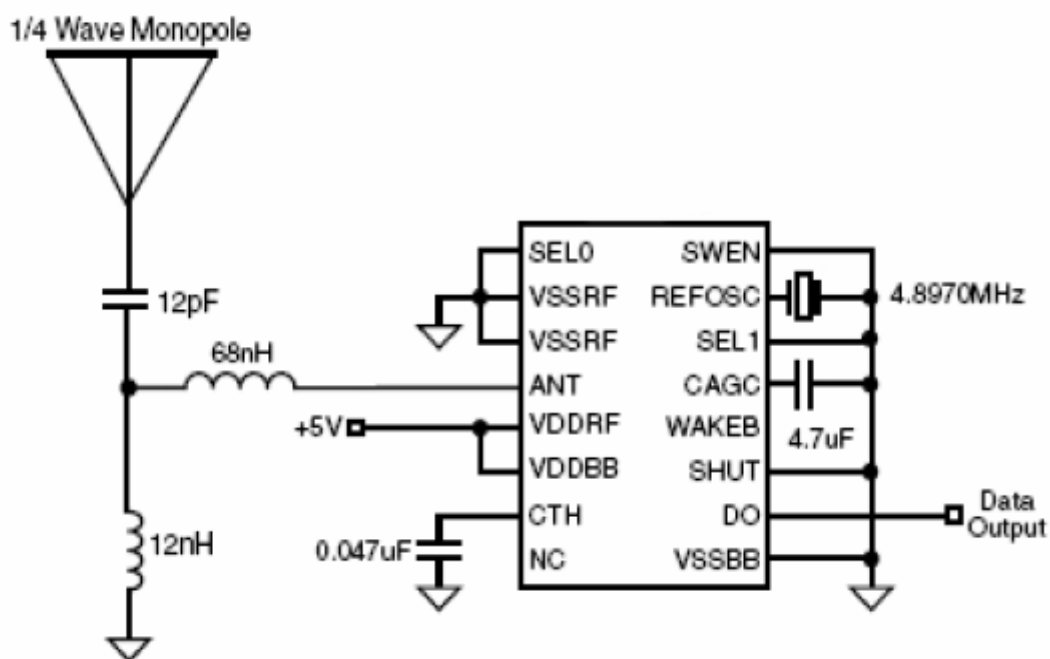 1/4 Wave Monopole
12pF
68nH
12nH
+5V
0.047uF
SEL0
VSSRF
VSSRF
ANT
VDDRF
VDDBB
CTH
NC
SWEN
REFOSC
SEL1
CAGC
WAKEB
SHUT
DO
VSSBB
4.8970MHz
4.7uF
Data
Output